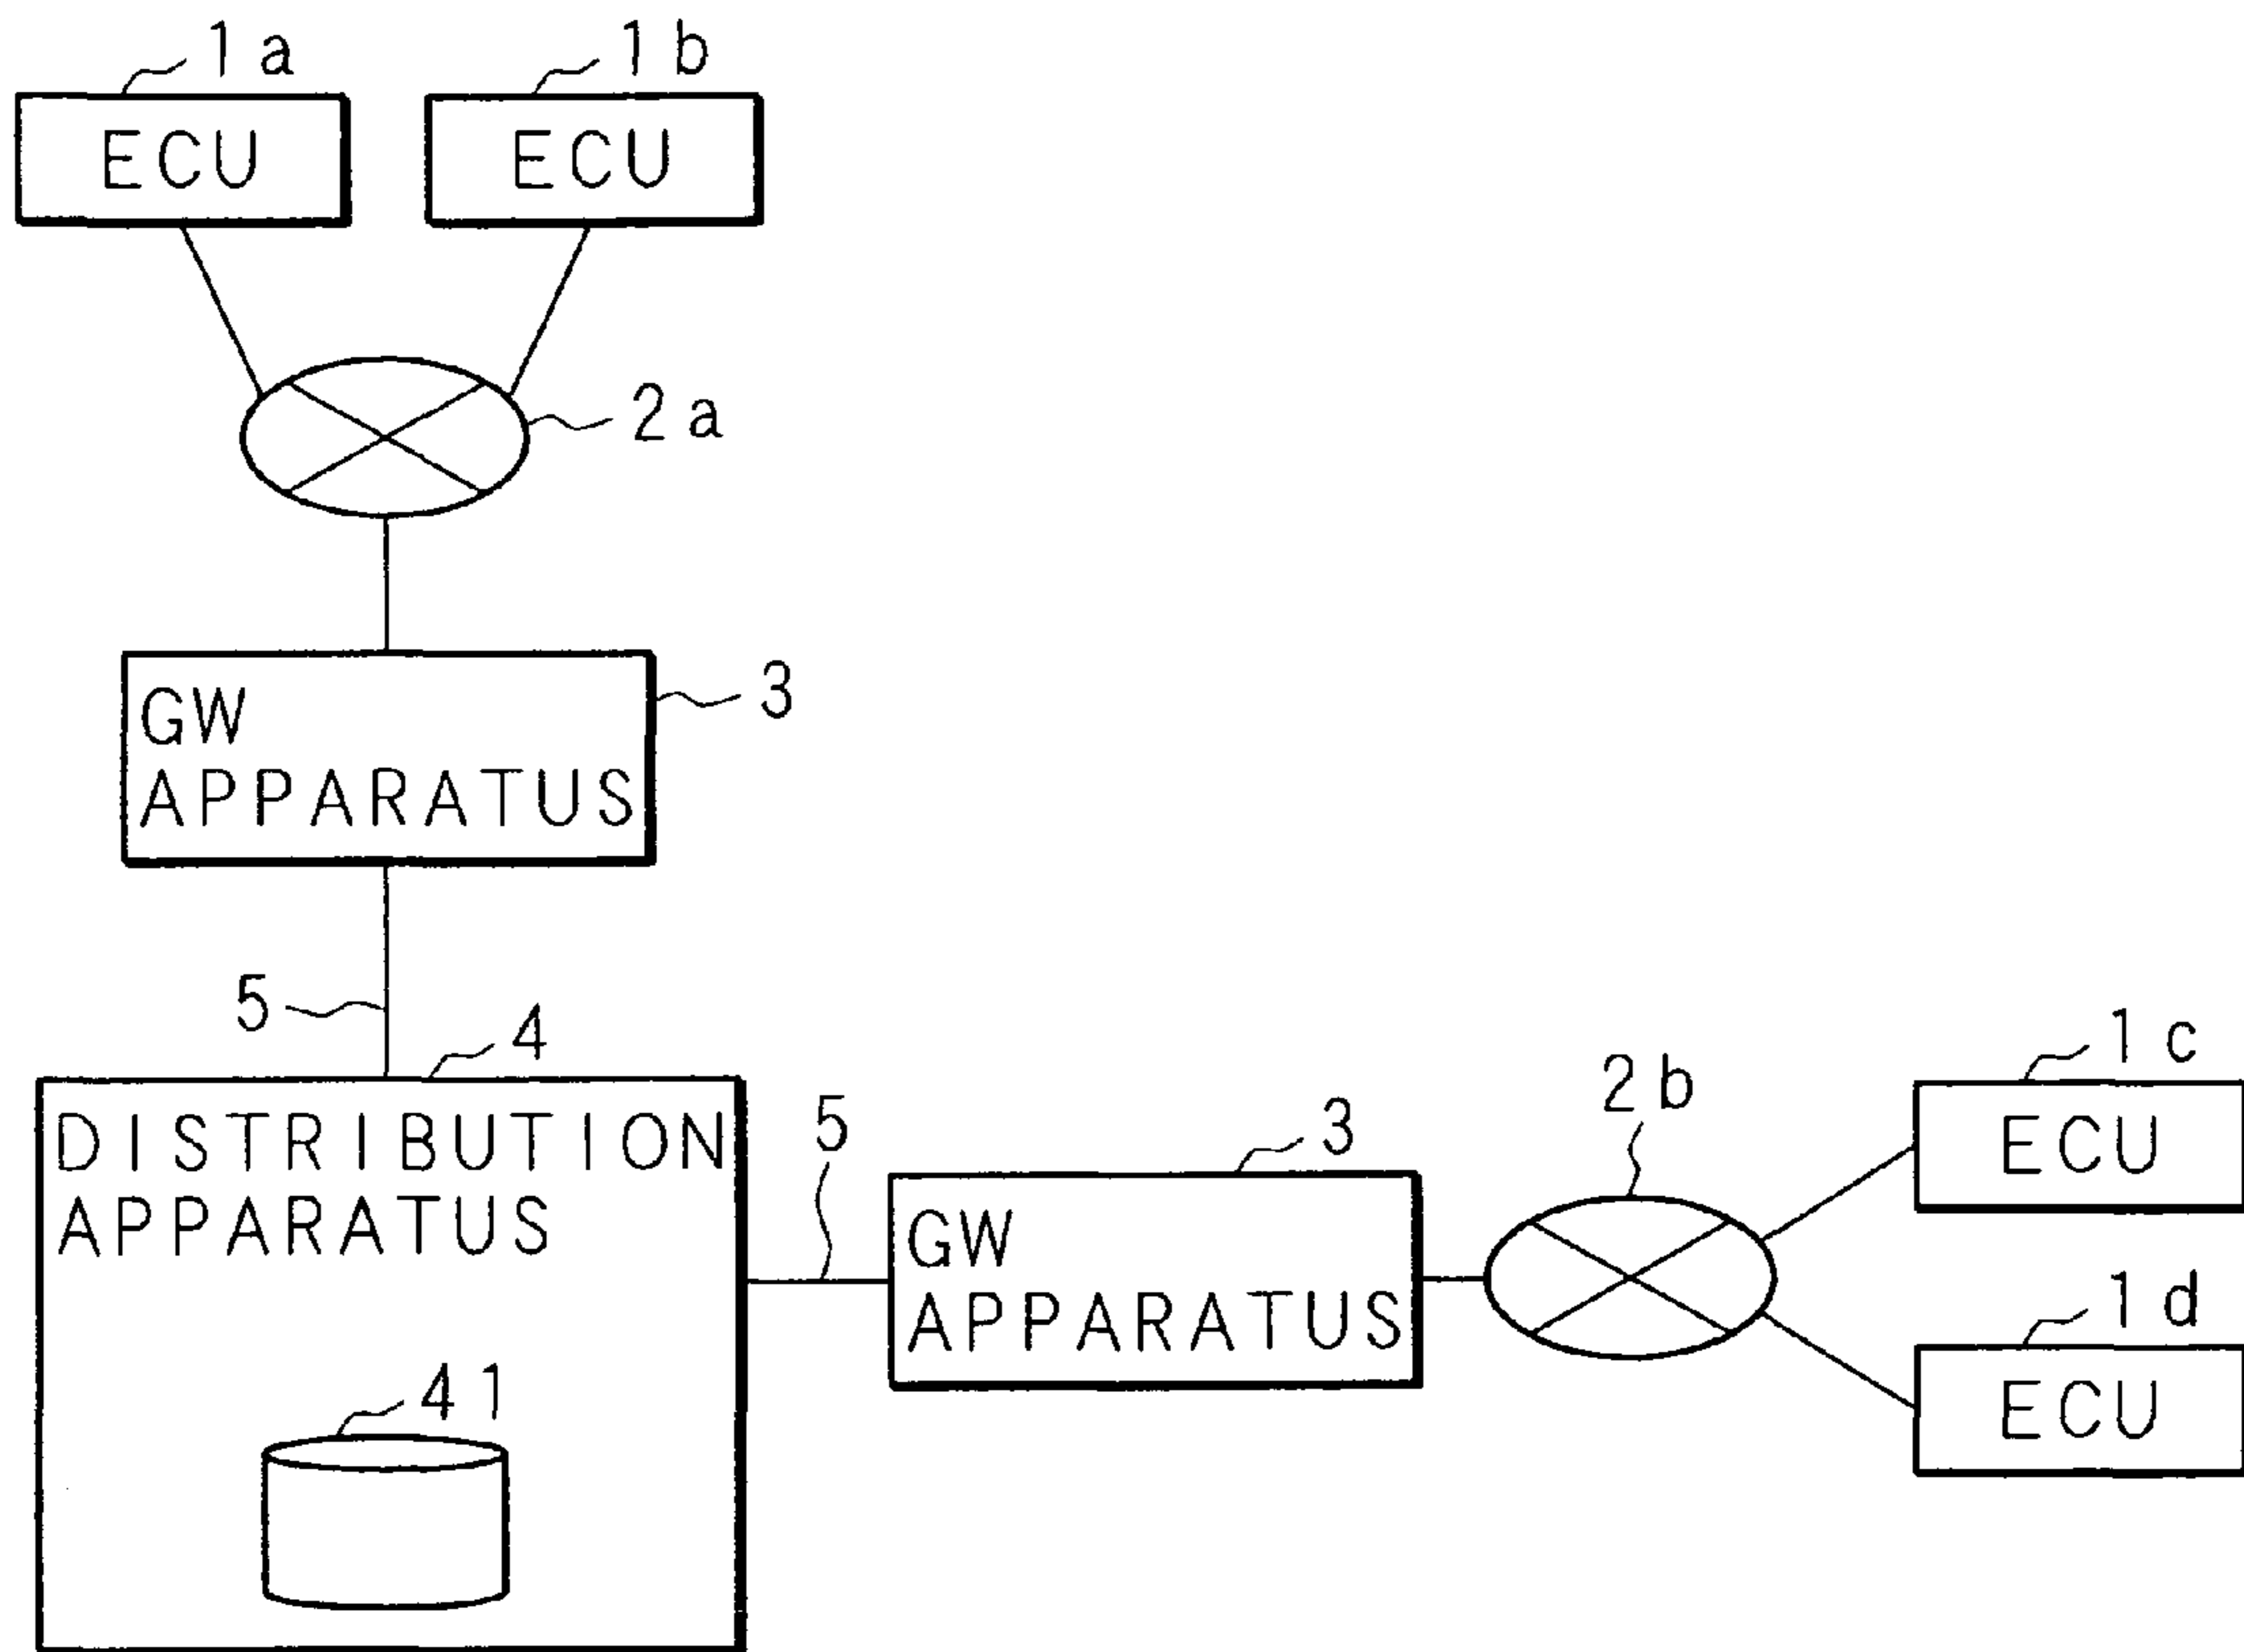 1a
1b
ECU
ECU
2a
3
GW
APPARATUS
5
4
DISTRIBUTION
APPARATUS
41
5
3
GW
APPARATUS
2b
1c
ECU
1d
ECU